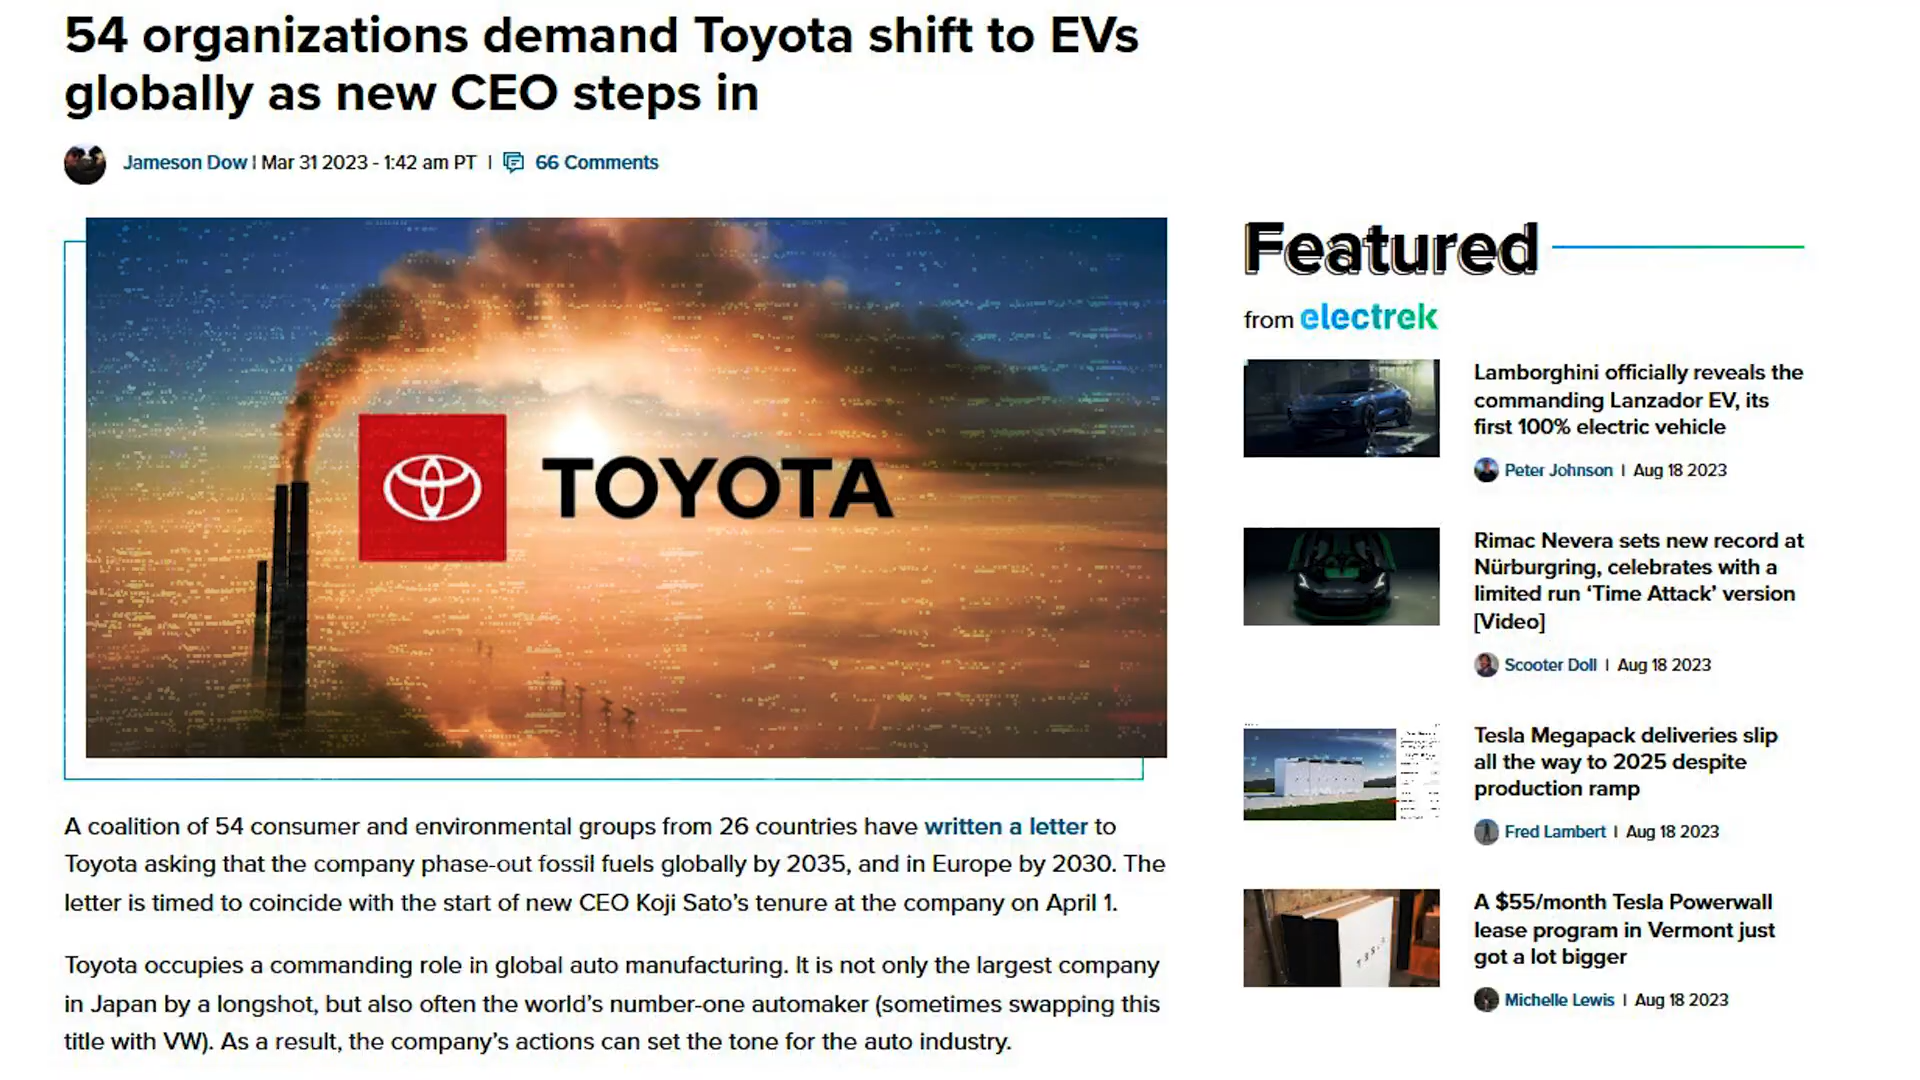 54 organizations demand Toyota shift to EVs
globally as new CEO steps in
Jameson Dow | Mar 31 2023 - 1:42 am PT | 66 Comments
TOYOTA
A coalition of 54 consumer and environmental groups from 26 countries have written a letter to
Toyota asking that the company phase-out fossil fuels globally by 2035, and in Europe by 2030. The
letter is timed to coincide with the start of new CEO Koji Sato's tenure at the company on April 1.
Toyota occupies a commanding role in global auto manufacturing. It is not only the largest company
in Japan by a longshot, but also often the world's number-one automaker (sometimes swapping this
title with VW). As a result, the company's actions can set the tone for the auto industry.
Featured
from electrek
Lamborghini officially reveals the
commanding Lanzador EV, its
first 100% electric vehicle
Peter Johnson | Aug 18 2023
Rimac Nevera sets new record at
Nürburgring, celebrates with a
limited run ‘Time Attack’ version
[Video]
Scooter Doll | Aug 18 2023
Tesla Megapack deliveries slip
all the way to 2025 despite
production ramp
Fred Lambert | Aug 18 2023
A $55/month Tesla Powerwall
lease program in Vermont just
got a lot bigger
Michelle Lewis | Aug 18 2023